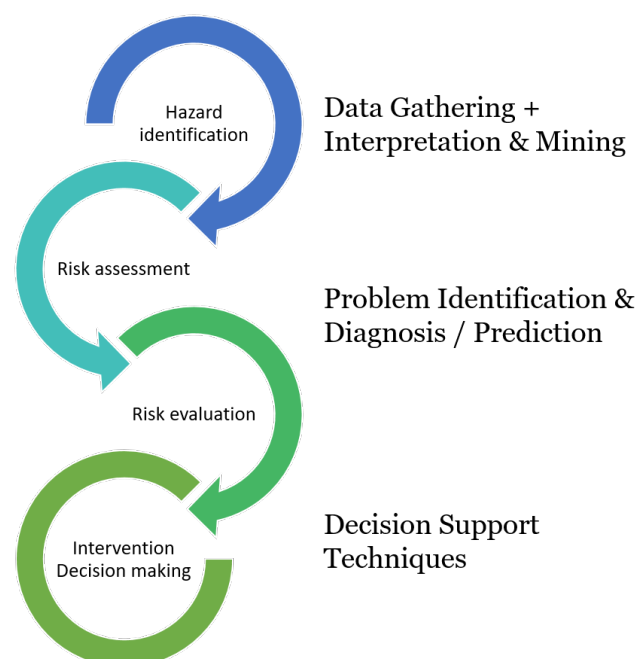 Hazard
identification
Data Gathering +
Interpretation & Mining
Risk assessment
Problem Identification &
Diagnosis / Prediction
Risk evaluation
Intervention
Decision making
Decision Support
Techniques